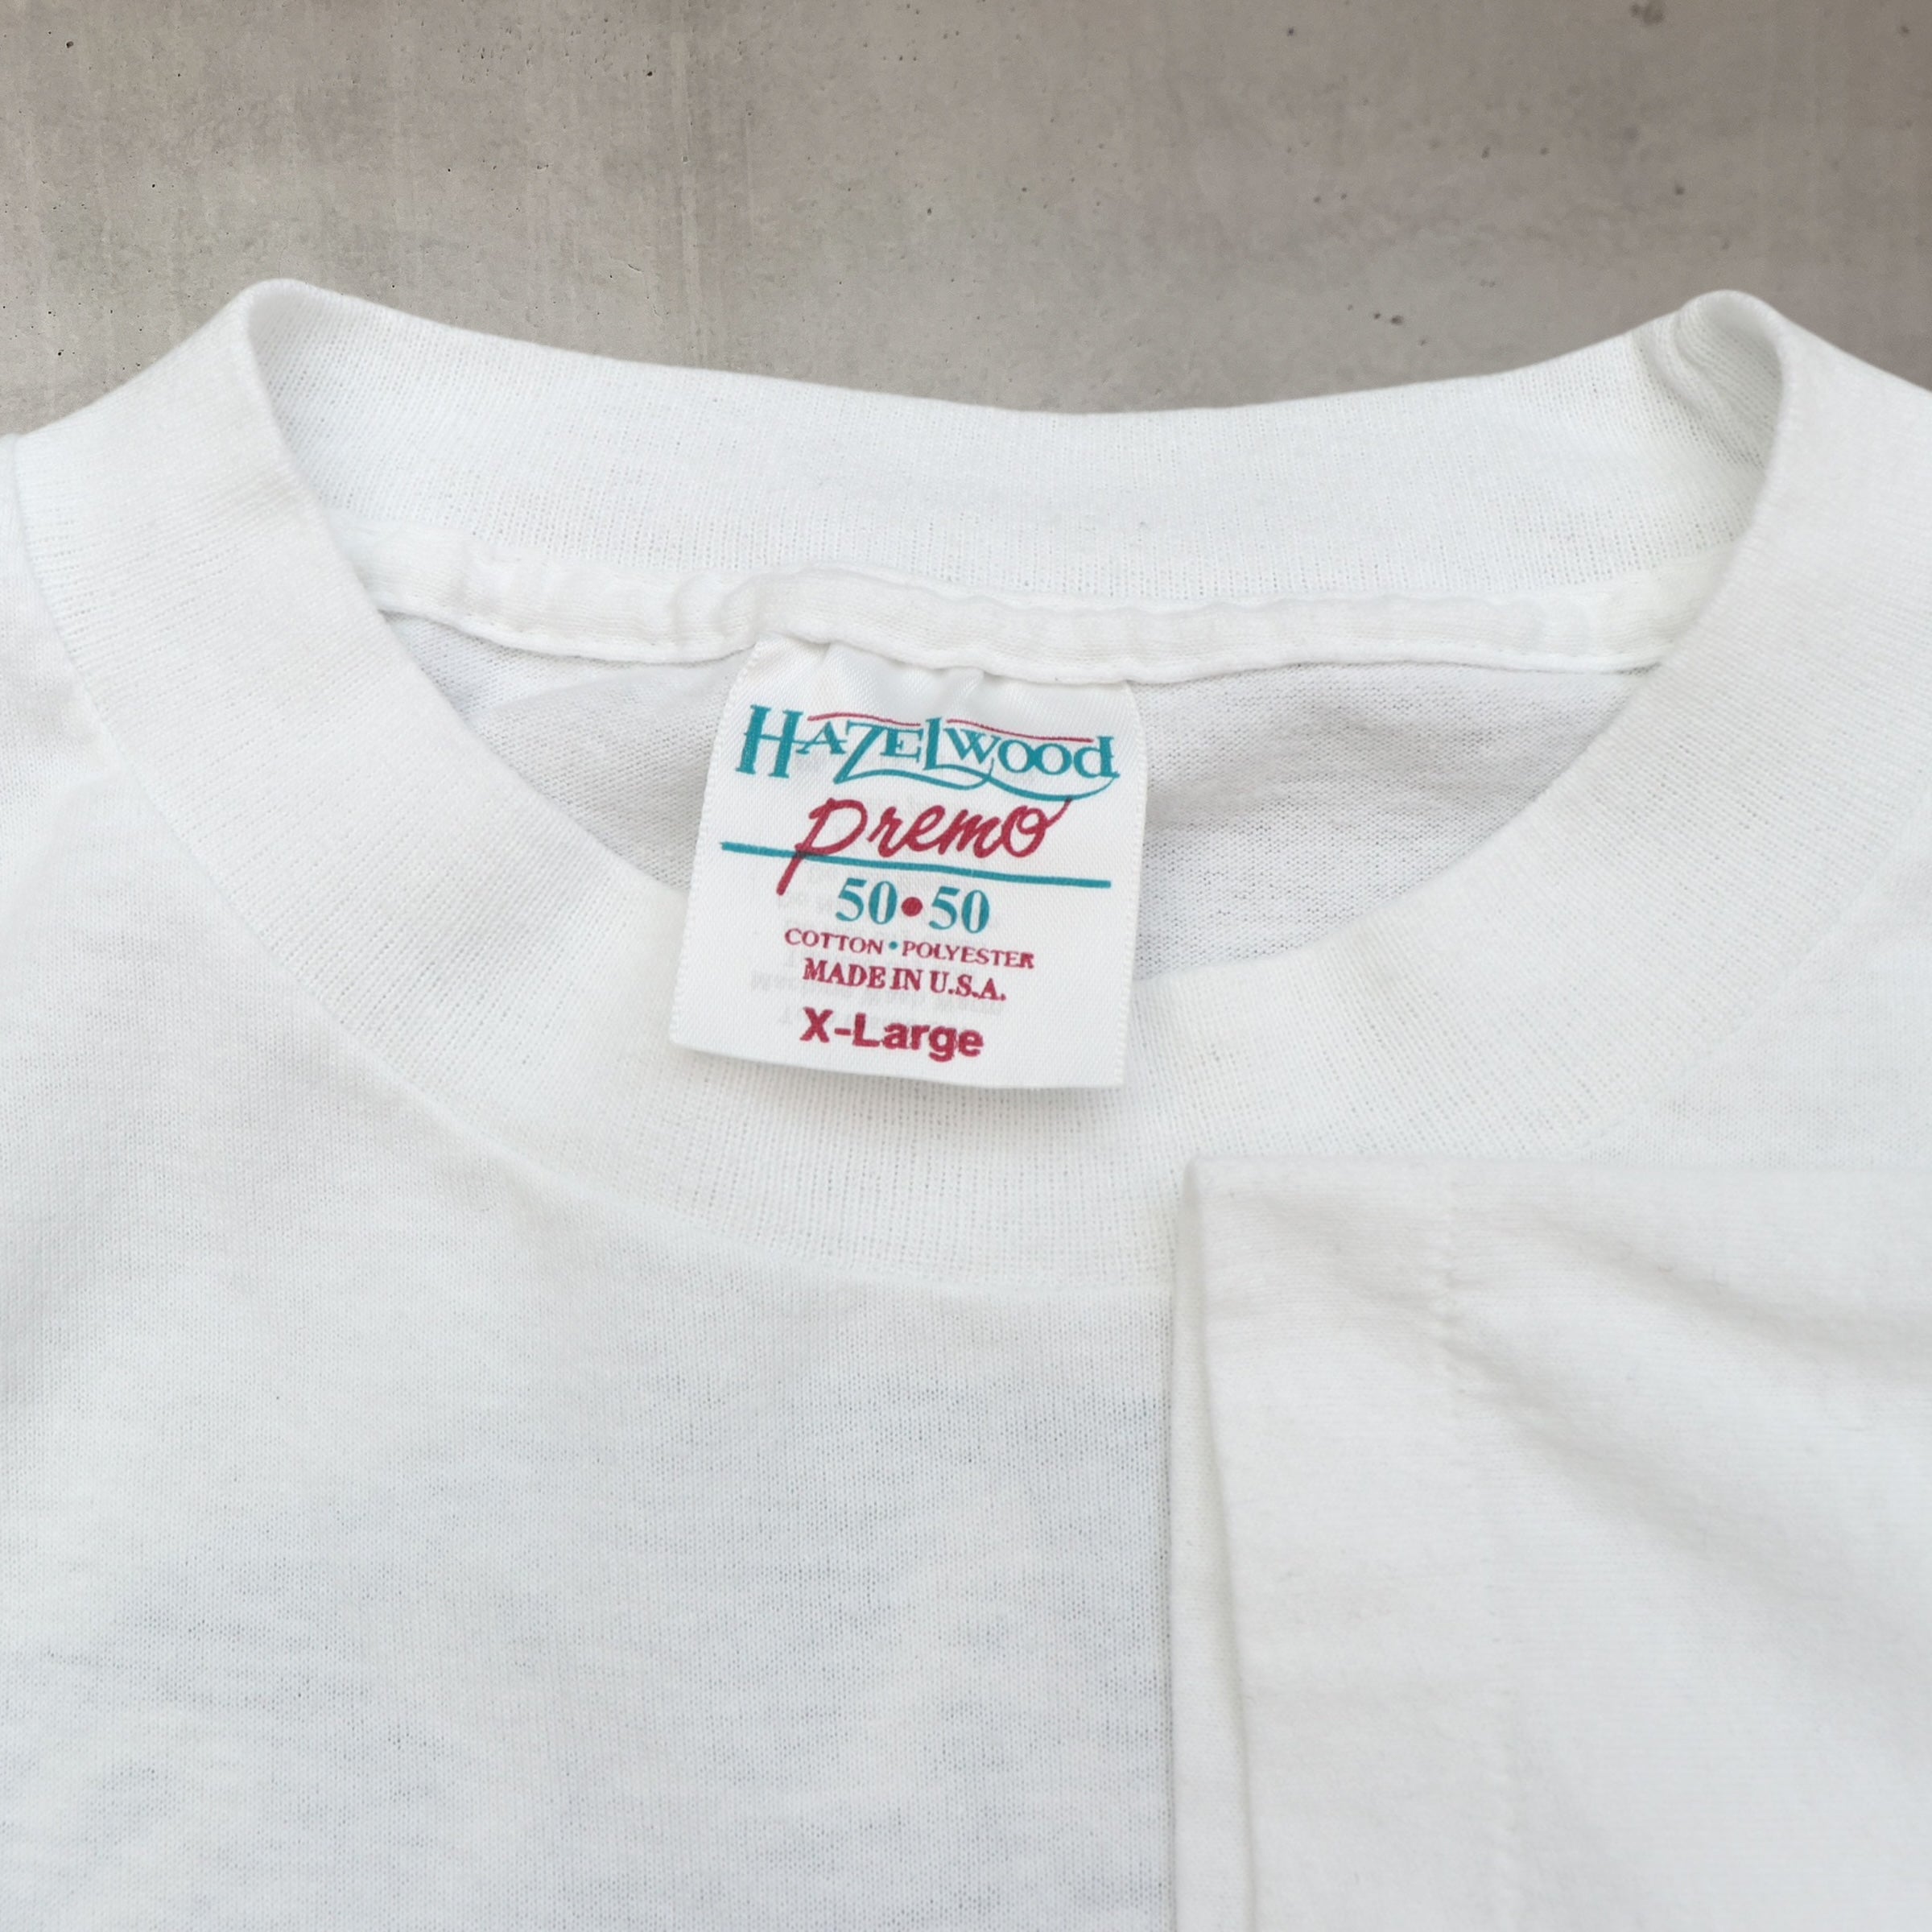 HAZELWOOD
Premo
50•50
COTTON•POLYESTER
MADE IN U.S.A.
X-Large